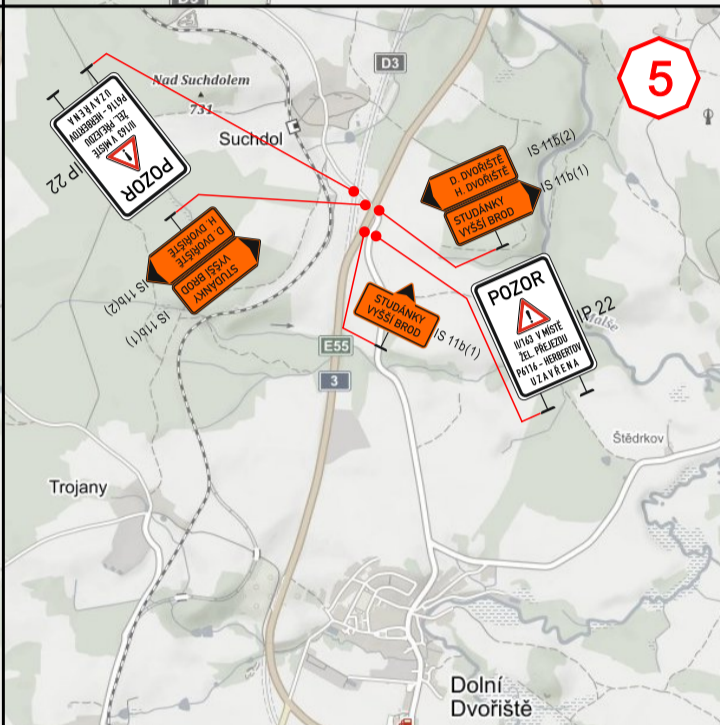 D3
5
Nad Suchdolem
731
Suchdol
POZOR
II/163 V MÍSTĚ
ŽEL. PŘEJEZDU
P6116-HERBERTOV
UZAVŘENA
IP 22
IS 11b(2)
D. DVOŘIŠTĚ
H. DVOŘIŠTĚ
IS 11b(1)
STUDÁNKY
VYŠŠÍ BROD
D. DVOŘIŠTĚ
H. DVOŘIŠTĚ
STUDÁNKY
VYŠŠÍ BROD
IS 11b(2)
IS 11b(1)
STUDÁNKY
VYŠŠÍ BROD
IS 11b(1)
POZOR
II/163 V MÍSTĚ
ŽEL. PŘEJEZDU
P6116-HERBERTOV
UZAVŘENA
IP 22
Malše
E55
3
Štědrkov
Trojany
Dolní
Dvořiště